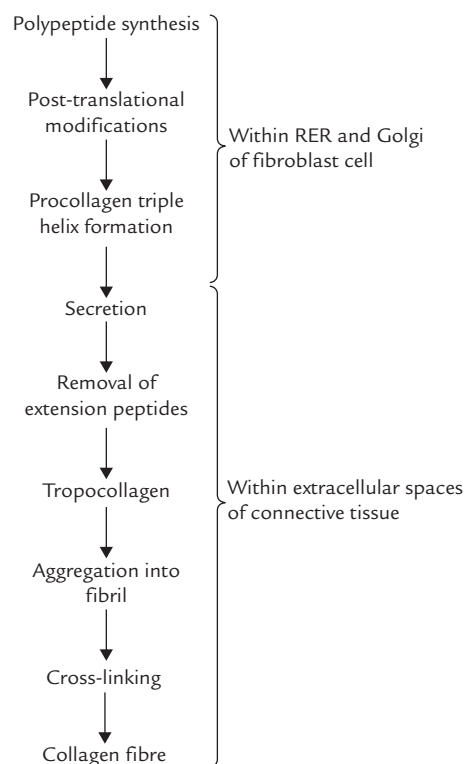 Polypeptide synthesis
Post-translational
modifications
Within RER and Golgi
of fibroblast cell
Procollagen triple
helix formation
Secretion
Removal of
extension peptides
Tropocollagen
Within extracellular spaces
of connective tissue
Aggregation into
fibril
Cross-linking
Collagen fibre